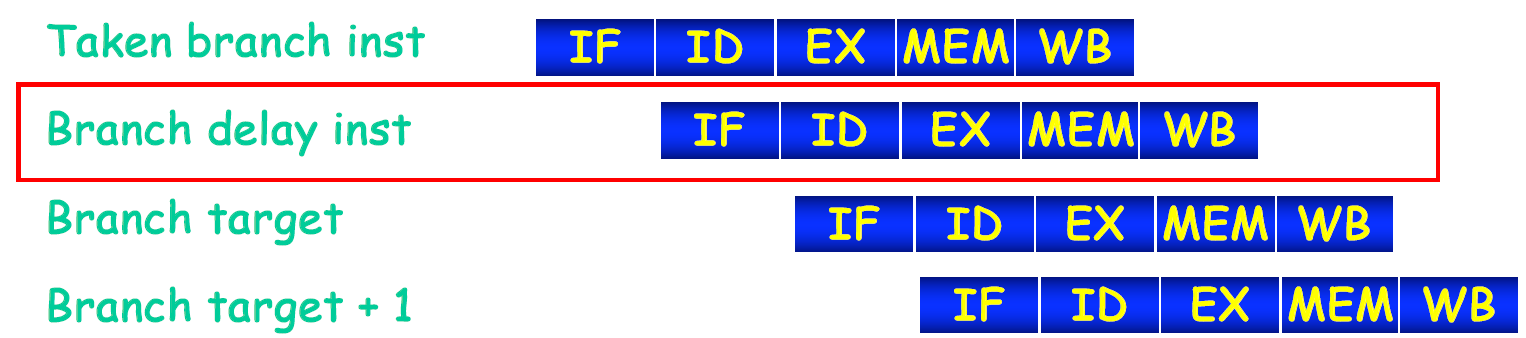 Taken branch inst IF ID EX MEM WB
Branch delay inst IF ID EX MEM WB
Branch target IF ID EX MEM WB
Branch target + 1 IF ID EX MEM WB